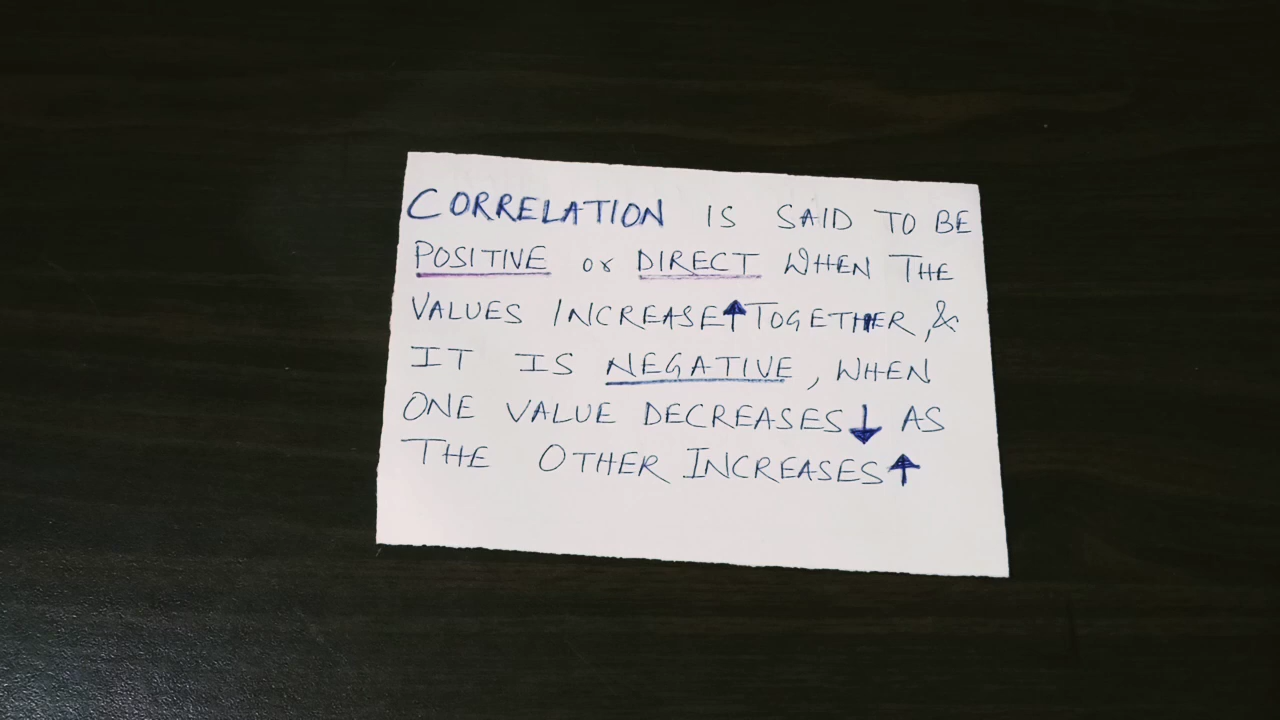 CORRELATION IS SAID TO BE
POSITIVE or DIRECT WHEN THE
VALUES INCREASE↑TOGETHER, &
IT IS NEGATIVE, WHEN
ONE VALUE DECREASES↓ AS
THE OTHER INCREASES↑